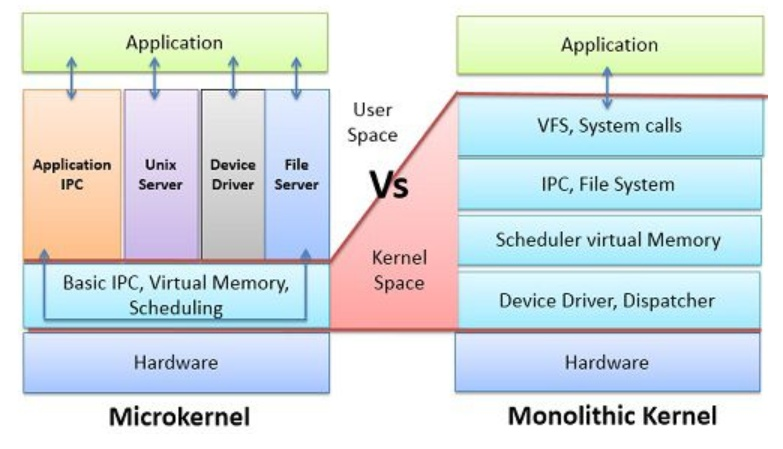 Application
Application
IPC
Unix
Server
Device
Driver
File
Server
Basic IPC, Virtual Memory,
Scheduling
Hardware
Microkernel
User
Space
Vs
Kernel
Space
Application
VFS, System calls
IPC, File System
Scheduler virtual Memory
Device Driver, Dispatcher
Hardware
Monolithic Kernel